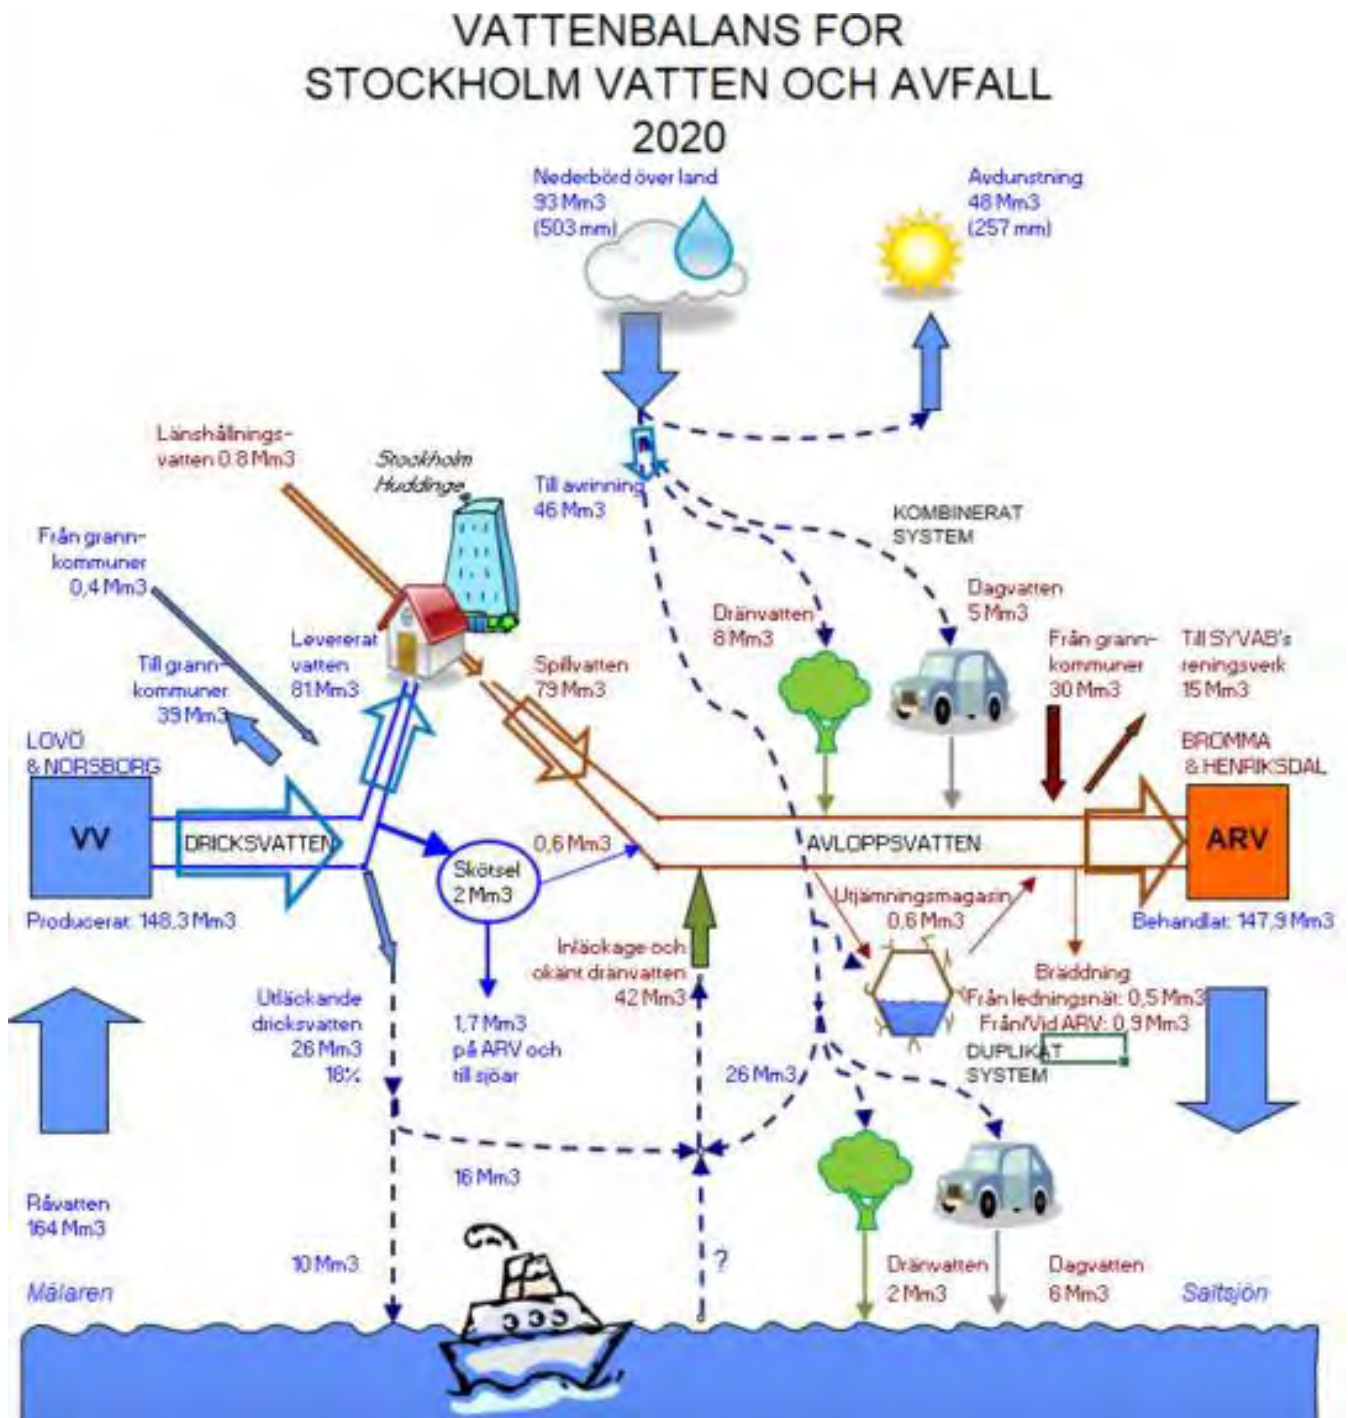 VATTENBALANS FÖR
STOCKHOLM VATTEN OCH AVFALL
2020
Nederbörd över land
93 Mm3
(503 mm)
Avdunstning
48 Mm3
(257 mm)
Länshållnings-
vatten 0.8 Mm3
Stockholm
Huddinge
Till avrinning
46 Mm3
KOMBINERAT
SYSTEM
Från grann-
kommuner
0,4 Mm3
Dränvatten
8 Mm3
Dagvatten
5 Mm3
Levererat
vatten
81 Mm3
Till grann-
kommuner
39 Mm3
Spillvatten
79 Mm3
Från grann-
kommuner
30 Mm3
Till SYVAB's
reningsverk
15 Mm3
LOVÖ
& NORSBORG
BROMMA
& HENRIKSDAL
VV
DRICKSVATTEN
0,6 Mm3
AVLOPPSVATTEN
ARV
Skötsel
2 Mm3
Producerat: 148,3 Mm3
Utjämningsmagasin
0,6 Mm3
Behandlat: 147,9 Mm3
Inläckage och
okänt dränvatten
42 Mm3
Bräddning
Från ledningsnät: 0,5 Mm3
Från/Vid ARV: 0,9 Mm3
Utläckande
dricksvatten
26 Mm3
18%
1,7 Mm3
på ARV och
till sjöar
DUPLIKAT
SYSTEM
26 Mm3
16 Mm3
Råvatten
164 Mm3
10 Mm3
?
Dränvatten
2 Mm3
Dagvatten
6 Mm3
Mälaren
Saltsjön